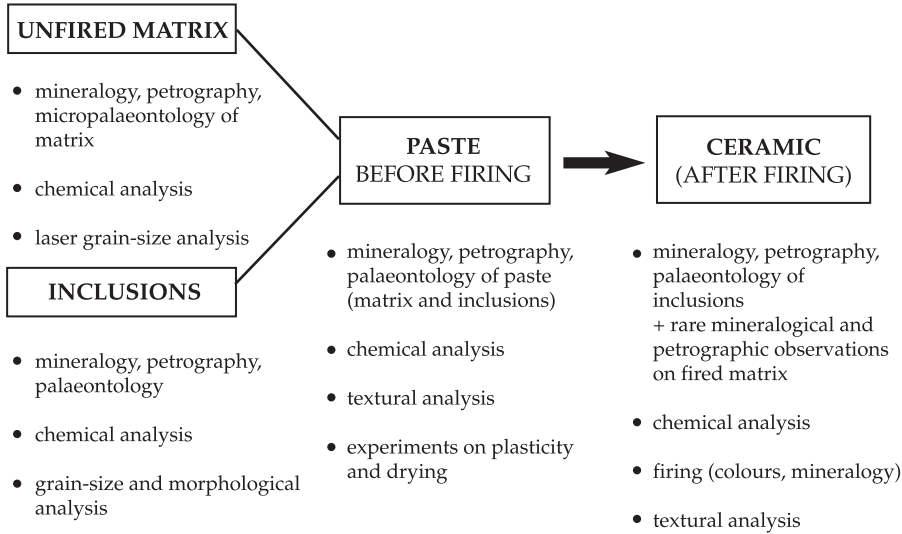 UNFIRED MATRIX
• mineralogy, petrography,
micropalaeontology of
matrix
• chemical analysis
• laser grain-size analysis
INCLUSIONS
• mineralogy, petrography,
palaeontology
• chemical analysis
• grain-size and morphological
analysis
PASTE
BEFORE FIRING
• mineralogy, petrography,
palaeontology of paste
(matrix and inclusions)
• chemical analysis
• textural analysis
• experiments on plasticity
and drying
CERAMIC
(AFTER FIRING)
• mineralogy, petrography,
palaeontology of
inclusions
+ rare mineralogical and
petrographic observations
on fired matrix
• chemical analysis
• firing (colours, mineralogy)
• textural analysis